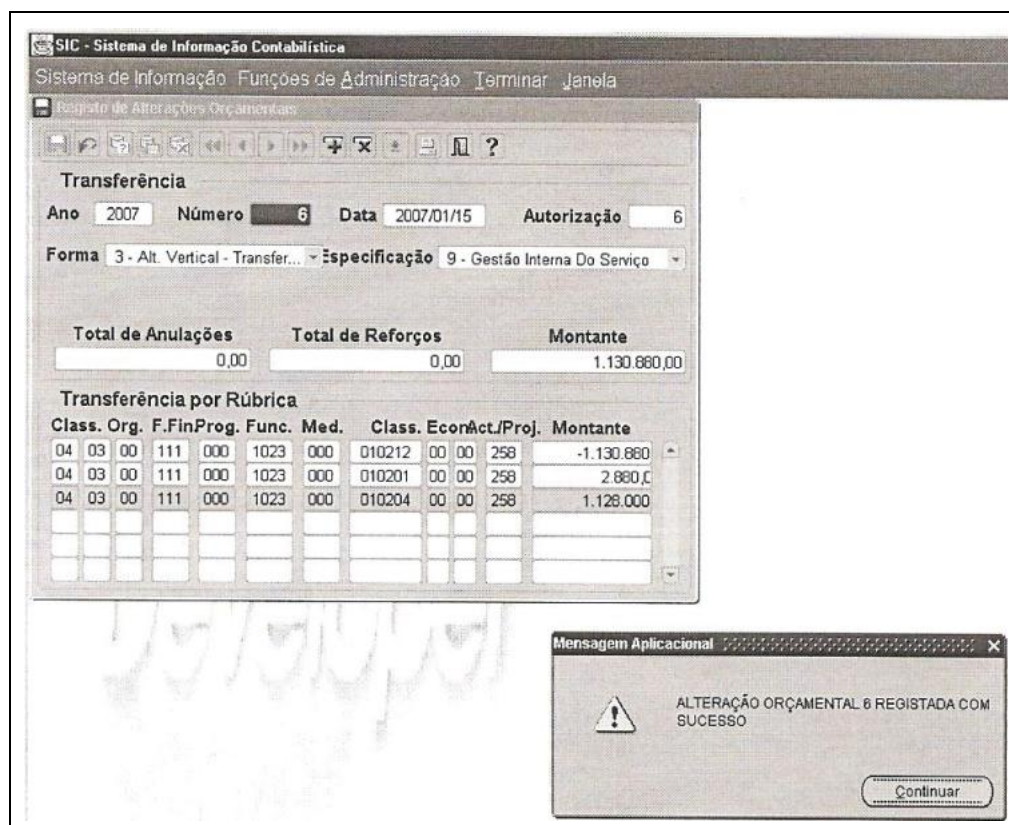 SIC - Sistema de Informação Contabilística
Sistema de Informação Funções de Administração Terminar Janela
Registo de Alterações Orçamentais
Transferência
Ano 2007 Número 6 Data 2007/01/15 Autorização 6
Forma 3 - Alt. Vertical - Transfer... Especificação 9 - Gestão Interna Do Serviço
Total de Anulações Total de Reforços Montante
0,00 0,00 1.130.880,00
Transferência por Rúbrica
Class. Org. F.Fin Prog. Func. Med. Class. Econ Act./Proj. Montante
04 03 00 111 000 1023 000 010212 00 00 258 -1.130.880
04 03 00 111 000 1023 000 010201 00 00 258 2.880,0
04 03 00 111 000 1023 000 010204 00 00 258 1.128.000
Developer
Mensagem Aplicacional
ALTERAÇÃO ORÇAMENTAL 6 REGISTADA COM
SUCESSO
Continuar